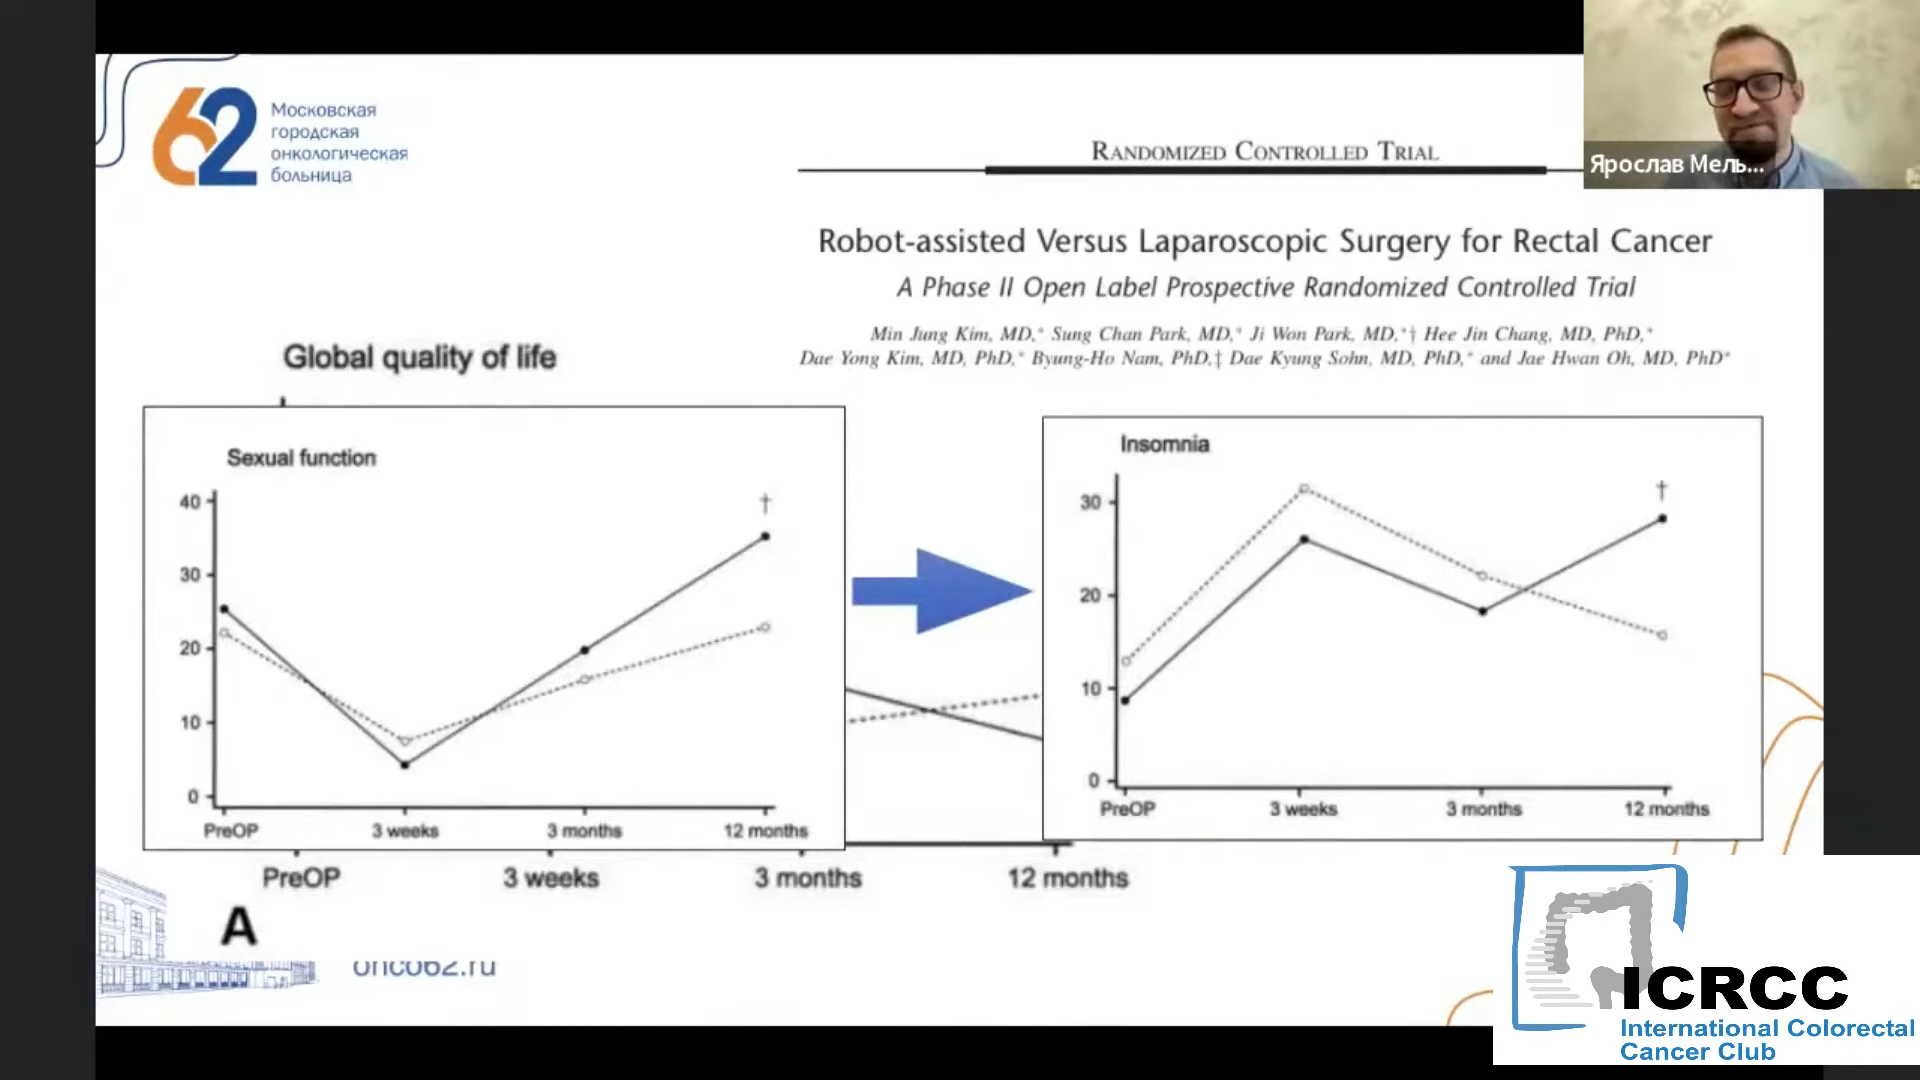 62
Московская
городская
онкологическая
больница
RANDOMIZED CONTROLLED TRIAL
Ярослав Мель...
Robot-assisted Versus Laparoscopic Surgery for Rectal Cancer
A Phase II Open Label Prospective Randomized Controlled Trial
Min Jung Kim, MD,* Sung Chan Park, MD,* Ji Won Park, MD,*† Hee Jin Chang, MD, PhD,*
Dae Yong Kim, MD, PhD,* Byung-Ho Nam, PhD,‡ Dae Kyung Sohn, MD, PhD,* and Jae Hwan Oh, MD, PhD*
Global quality of life
Sexual function
40
†
30
20
10
0
PreOP 3 weeks 3 months 12 months
Insomnia
30
†
20
10
0
PreOP 3 weeks 3 months 12 months
PreOP 3 weeks 3 months 12 months
A
onco62.ru
ICRCC
International Colorectal
Cancer Club